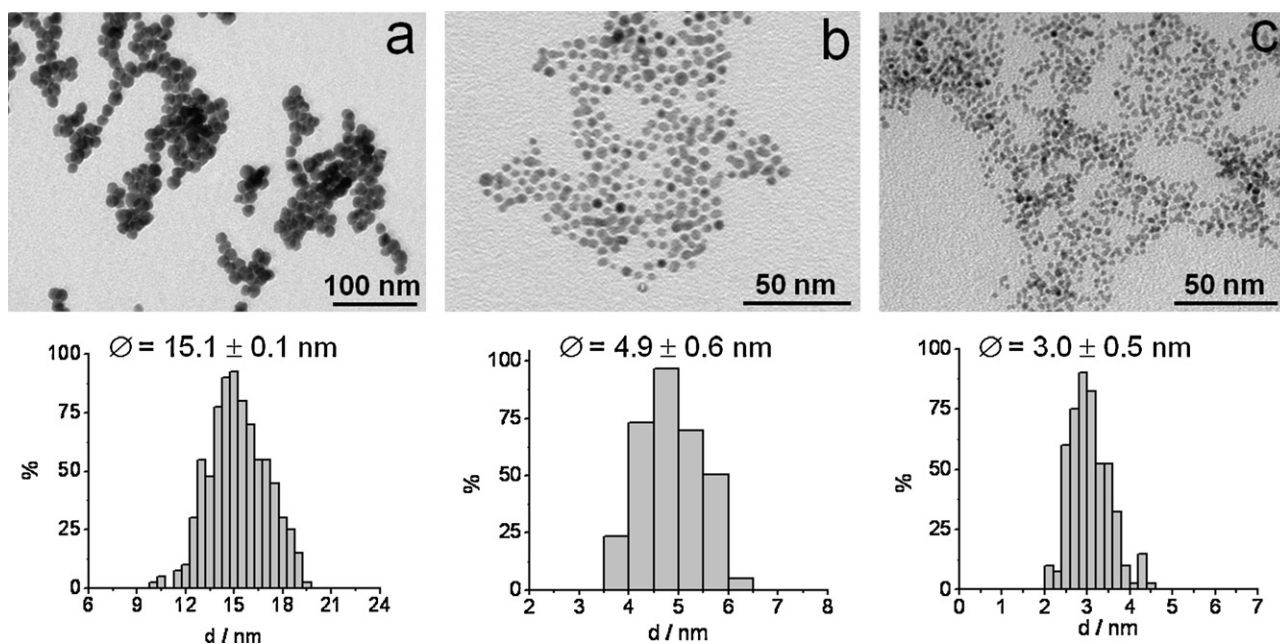 a
b
c
100 nm
50 nm
50 nm
Ø = 15.1 ± 0.1 nm
100
75
50
25
0
%
6 9 12 15 18 21 24
d / nm
Ø = 4.9 ± 0.6 nm
100
75
50
25
0
%
2 3 4 5 6 7 8
d / nm
Ø = 3.0 ± 0.5 nm
100
75
50
25
0
%
0 1 2 3 4 5 6 7
d / nm